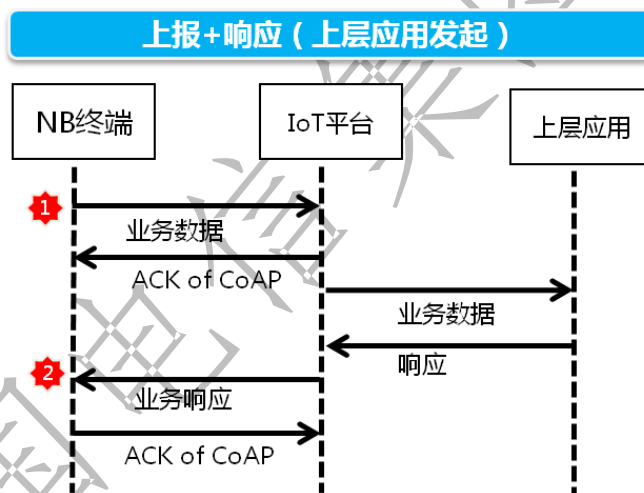 上报+响应（上层应用发起）
NB终端
IoT平台
上层应用
1
业务数据
ACK of CoAP
业务数据
响应
2
业务响应
ACK of CoAP